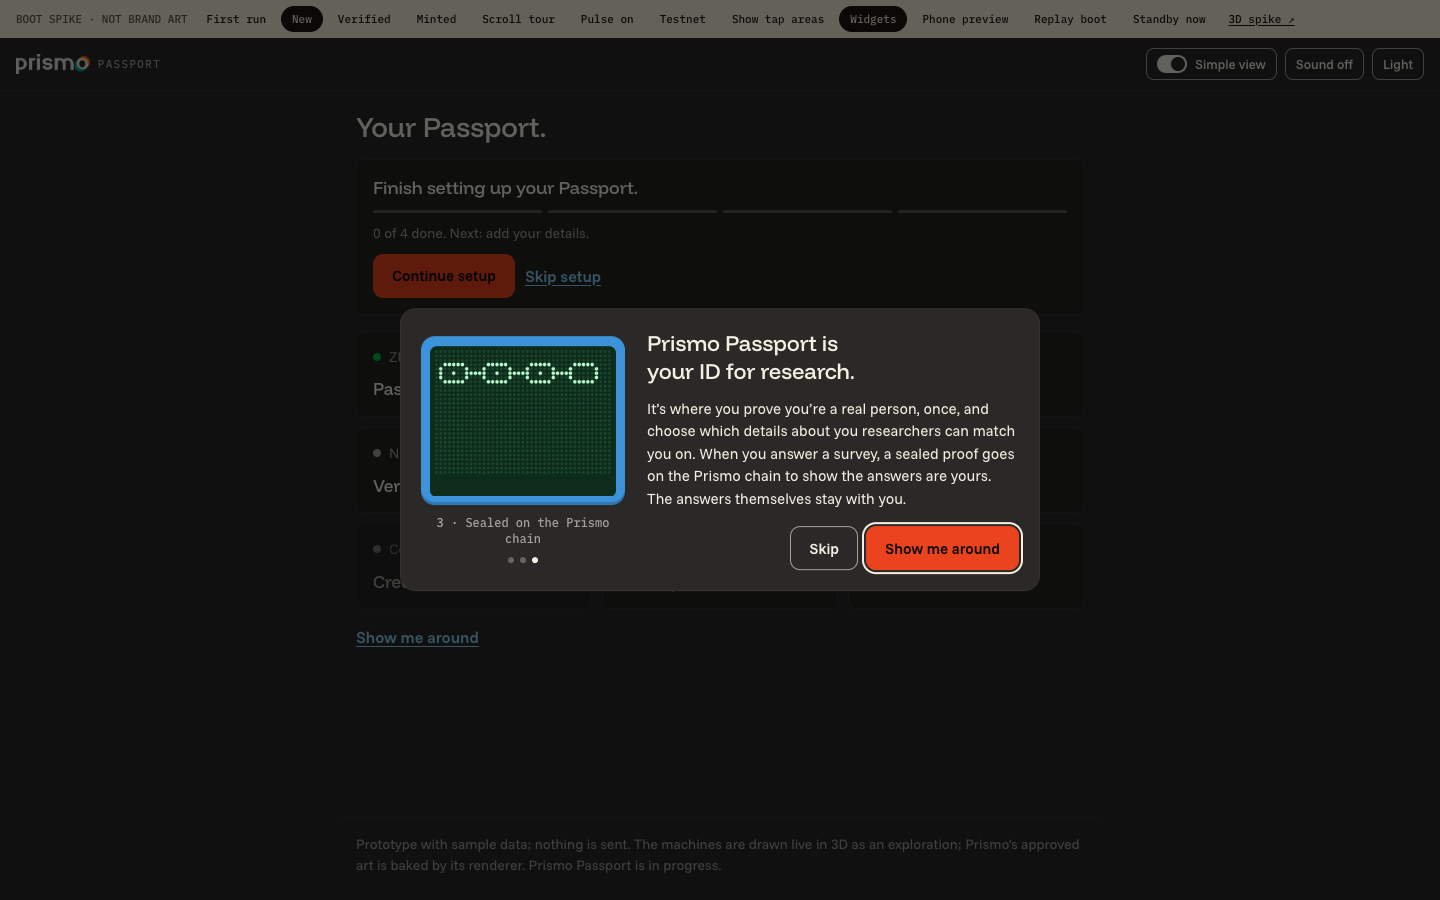 BOOT SPIKE · NOT BRAND ART First run New Verified Minted Scroll tour Pulse on Testnet Show tap areas Widgets Phone preview Replay boot Standby now 3D spike ↗
prismo PASSPORT Simple view Sound off Light
Your Passport.
Finish setting up your Passport.
0 of 4 done. Next: add your details.
Continue setup Skip setup
Prismo Passport is
your ID for research.
It’s where you prove you’re a real person, once, and
choose which details about you researchers can match
you on. When you answer a survey, a sealed proof goes
on the Prismo chain to show the answers are yours.
The answers themselves stay with you.
3 · Sealed on the Prismo
chain
Skip Show me around
Show me around
Prototype with sample data; nothing is sent. The machines are drawn live in 3D as an exploration; Prismo's approved
art is baked by its renderer. Prismo Passport is in progress.